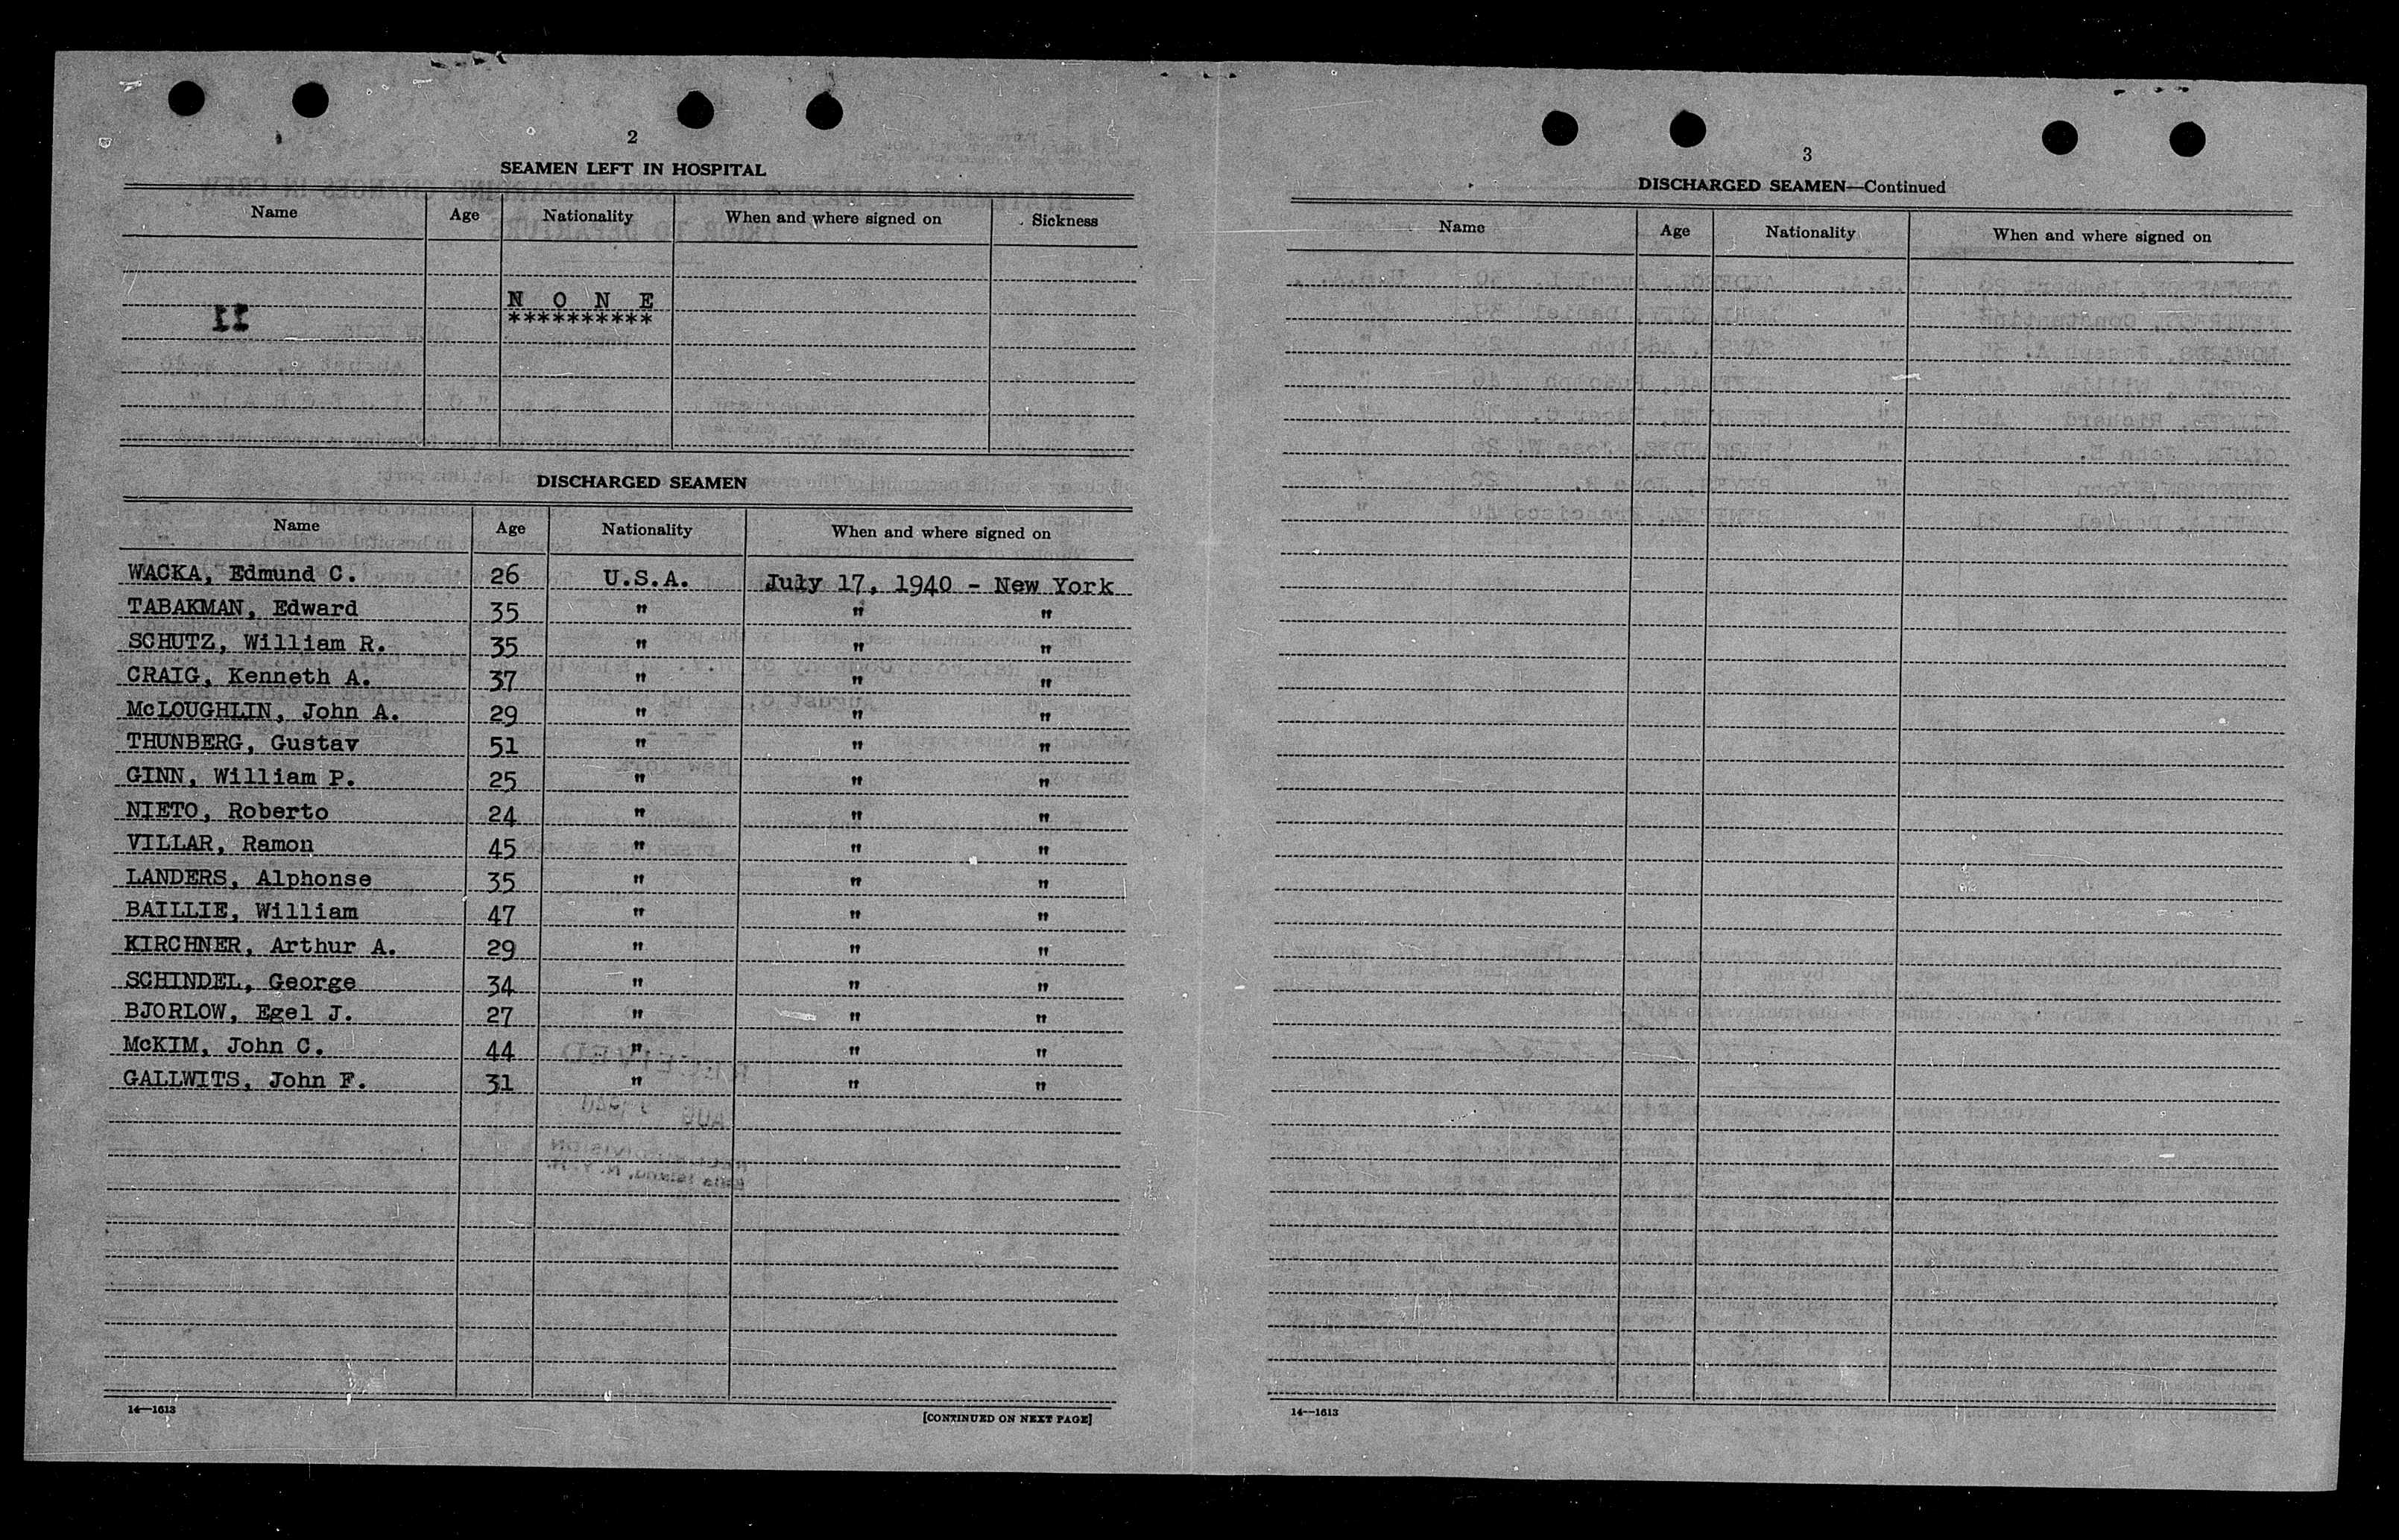 2
SEAMEN LEFT IN HOSPITAL
Name Age Nationality When and where signed on Sickness
N O N E
**********
II
DISCHARGED SEAMEN
Name Age Nationality When and where signed on
WACKA, Edmund C. 26 U.S.A. July 17, 1940 - New York
TABAKMAN, Edward 35 " " "
SCHUTZ, William R. 35 " " "
CRAIG, Kenneth A. 37 " " "
McLOUGHLIN, John A. 29 " " "
THUNBERG, Gustav 51 " " "
GINN, William P. 25 " " "
NIETO, Roberto 24 " " "
VILLAR, Ramon 45 " " "
LANDERS, Alphonse 35 " " "
BAILLIE, William 47 " " "
KIRCHNER, Arthur A. 29 " " "
SCHINDEL, George 34 " " "
BJORLOW, Egel J. 27 " " "
McKIM, John C. 44 " " "
GALLWITS, John F. 31 " " "
14—1613 [CONTINUED ON NEXT PAGE]
3
DISCHARGED SEAMEN—Continued
Name Age Nationality When and where signed on
14—1613